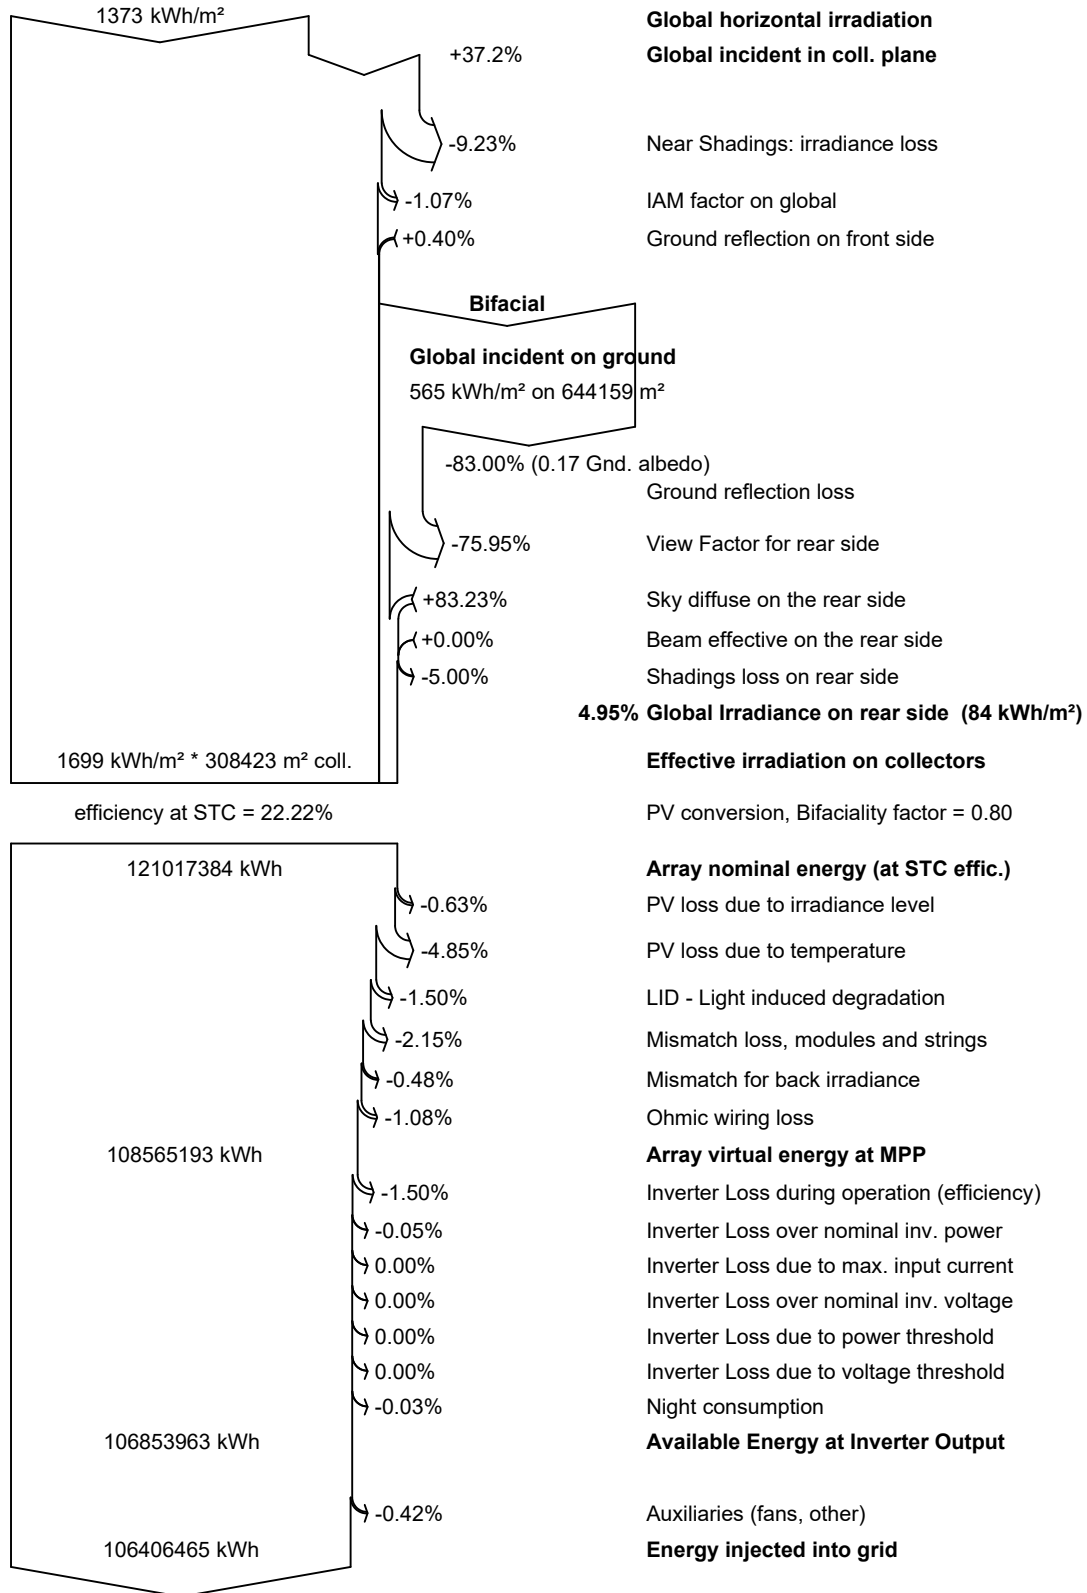 1373 kWh/m² Global horizontal irradiation
+37.2% Global incident in coll. plane
-9.23% Near Shadings: irradiance loss
-1.07% IAM factor on global
+0.40% Ground reflection on front side
Bifacial
Global incident on ground
565 kWh/m² on 644159 m²
-83.00% (0.17 Gnd. albedo)
Ground reflection loss
-75.95% View Factor for rear side
+83.23% Sky diffuse on the rear side
+0.00% Beam effective on the rear side
-5.00% Shadings loss on rear side
4.95% Global Irradiance on rear side (84 kWh/m²)
1699 kWh/m² * 308423 m² coll. Effective irradiation on collectors
efficiency at STC = 22.22% PV conversion, Bifaciality factor = 0.80
121017384 kWh Array nominal energy (at STC effic.)
-0.63% PV loss due to irradiance level
-4.85% PV loss due to temperature
-1.50% LID - Light induced degradation
-2.15% Mismatch loss, modules and strings
-0.48% Mismatch for back irradiance
-1.08% Ohmic wiring loss
108565193 kWh Array virtual energy at MPP
-1.50% Inverter Loss during operation (efficiency)
-0.05% Inverter Loss over nominal inv. power
0.00% Inverter Loss due to max. input current
0.00% Inverter Loss over nominal inv. voltage
0.00% Inverter Loss due to power threshold
0.00% Inverter Loss due to voltage threshold
-0.03% Night consumption
106853963 kWh Available Energy at Inverter Output
-0.42% Auxiliaries (fans, other)
106406465 kWh Energy injected into grid